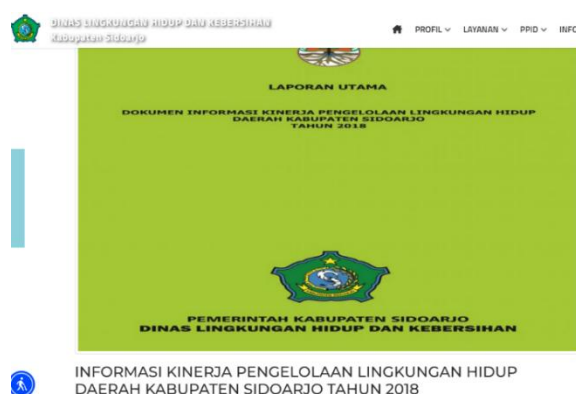 DINAS LINGKUNGAN HIDUP DAN KEBERSIHAN
Kabupaten Sidoarjo
PROFIL
LAYANAN
PPID
INFO
LAPORAN UTAMA
DOKUMEN INFORMASI KINERJA PENGELOLAAN LINGKUNGAN HIDUP
DAERAH KABUPATEN SIDOARJO
TAHUN 2018
PEMERINTAH KABUPATEN SIDOARJO
DINAS LINGKUNGAN HIDUP DAN KEBERSIHAN
INFORMASI KINERJA PENGELOLAAN LINGKUNGAN HIDUP
DAERAH KABUPATEN SIDOARJO TAHUN 2018